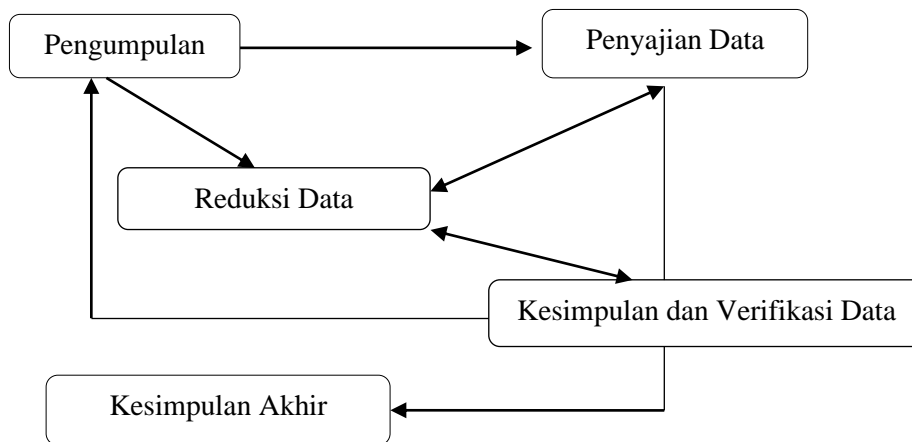 Pengumpulan
Penyajian Data
Reduksi Data
Kesimpulan dan Verifikasi Data
Kesimpulan Akhir